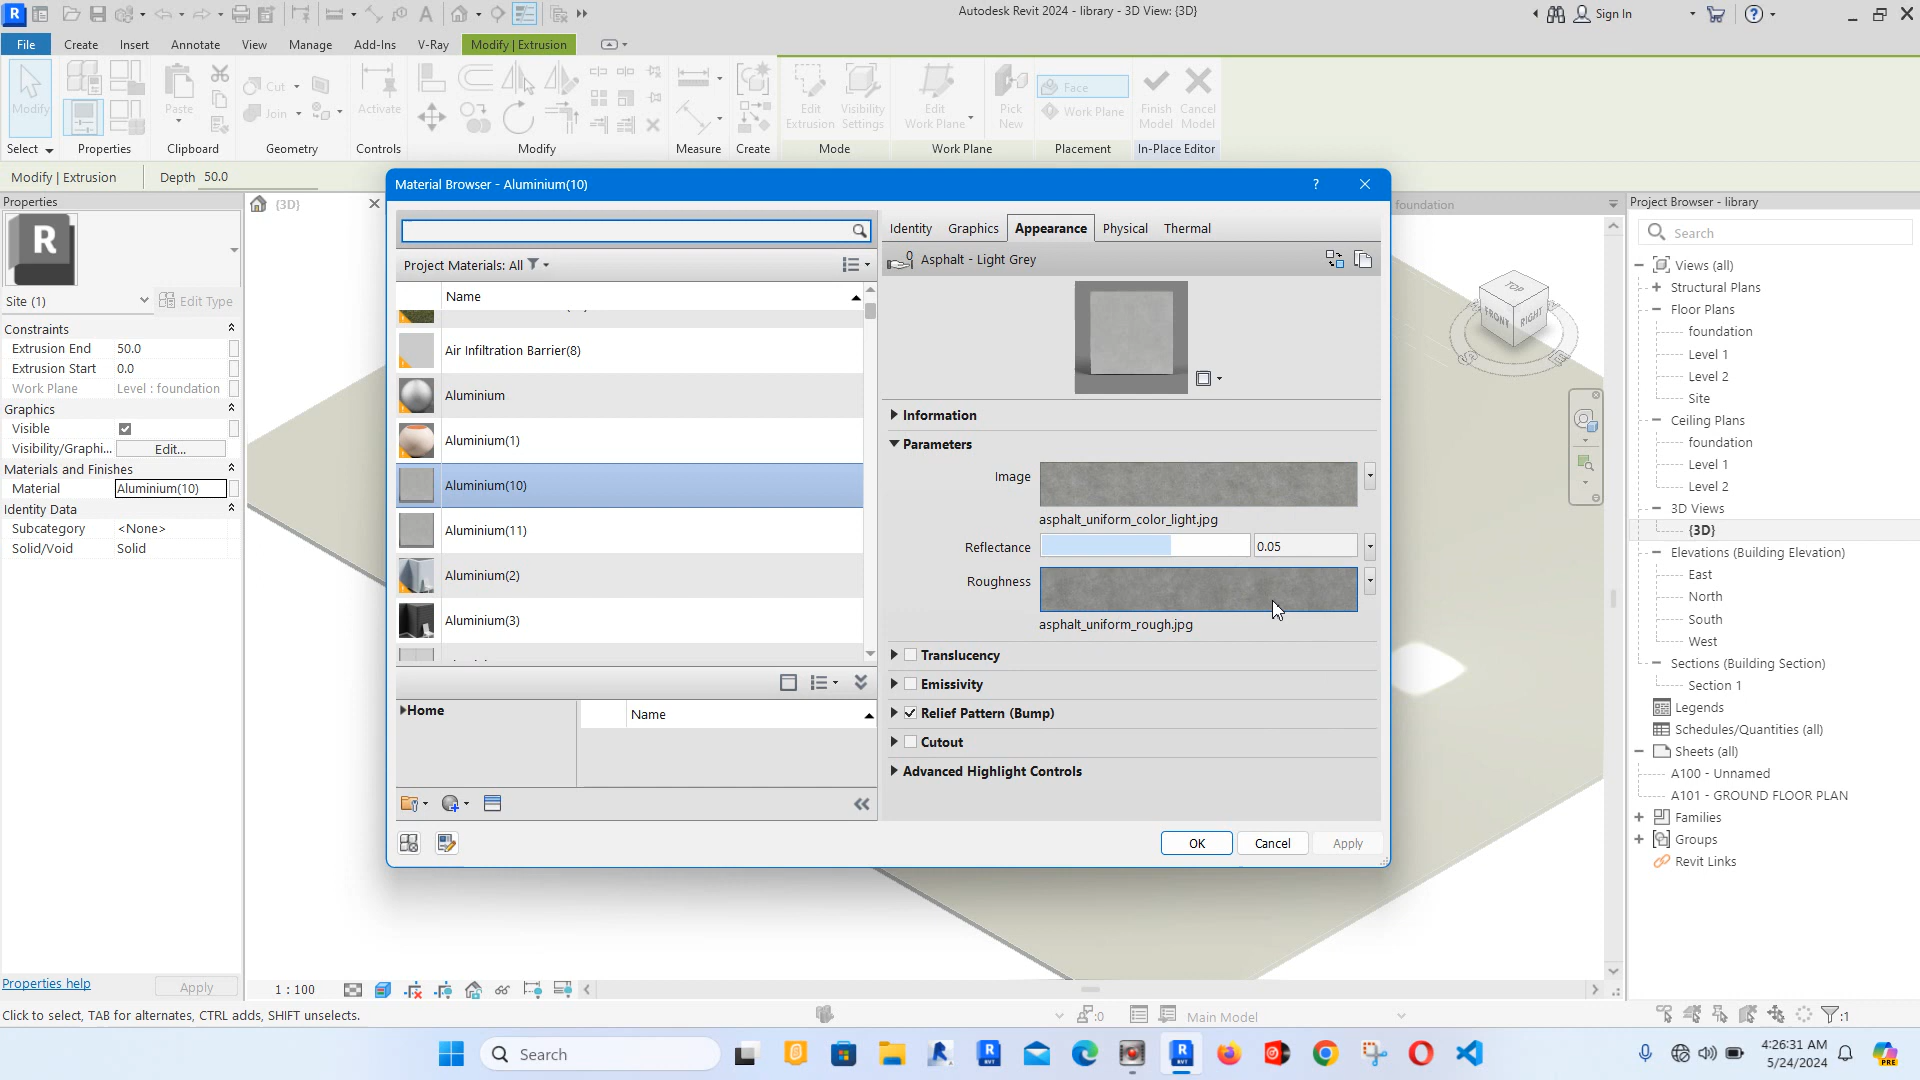 Autodesk Revit 2024 - library - 3D View: {3D}
Sign In
File
Create
Insert
Annotate
View
Manage
Add-Ins
V-Ray
Modify | Extrusion
Modify
Paste
Cut
Join
Activate
Edit Extrusion
Visibility Settings
Edit Work Plane
Pick New
Face
Work Plane
Finish Model
Cancel Model
Select
Properties
Clipboard
Geometry
Controls
Modify
Measure
Create
Mode
Work Plane
Placement
In-Place Editor
Modify | Extrusion
Depth 50.0
Properties
R
Site (1)
Edit Type
Constraints
Extrusion End 50.0
Extrusion Start 0.0
Work Plane Level : foundation
Graphics
Visible
Visibility/Graphi... Edit...
Materials and Finishes
Material Aluminium(10)
Identity Data
Subcategory <None>
Solid/Void Solid
Properties help
Apply
{3D}
foundation
Material Browser - Aluminium(10)
?
Project Materials: All
Name
Air Infiltration Barrier(8)
Aluminium
Aluminium(1)
Aluminium(10)
Aluminium(11)
Aluminium(2)
Aluminium(3)
Home
Name
Identity
Graphics
Appearance
Physical
Thermal
0
Asphalt - Light Grey
Information
Parameters
Image
asphalt_uniform_color_light.jpg
Reflectance 0.05
Roughness
asphalt_uniform_rough.jpg
Translucency
Emissivity
Relief Pattern (Bump)
Cutout
Advanced Highlight Controls
OK
Cancel
Apply
TOP
FRONT
RIGHT
Project Browser - library
Search
Views (all)
Structural Plans
Floor Plans
foundation
Level 1
Level 2
Site
Ceiling Plans
foundation
Level 1
Level 2
3D Views
{3D}
Elevations (Building Elevation)
East
North
South
West
Sections (Building Section)
Section 1
Legends
Schedules/Quantities (all)
Sheets (all)
A100 - Unnamed
A101 - GROUND FLOOR PLAN
Families
Groups
Revit Links
1 : 100
Click to select, TAB for alternates, CTRL adds, SHIFT unselects.
:0
Main Model
:1
Search
4:26:31 AM
5/24/2024